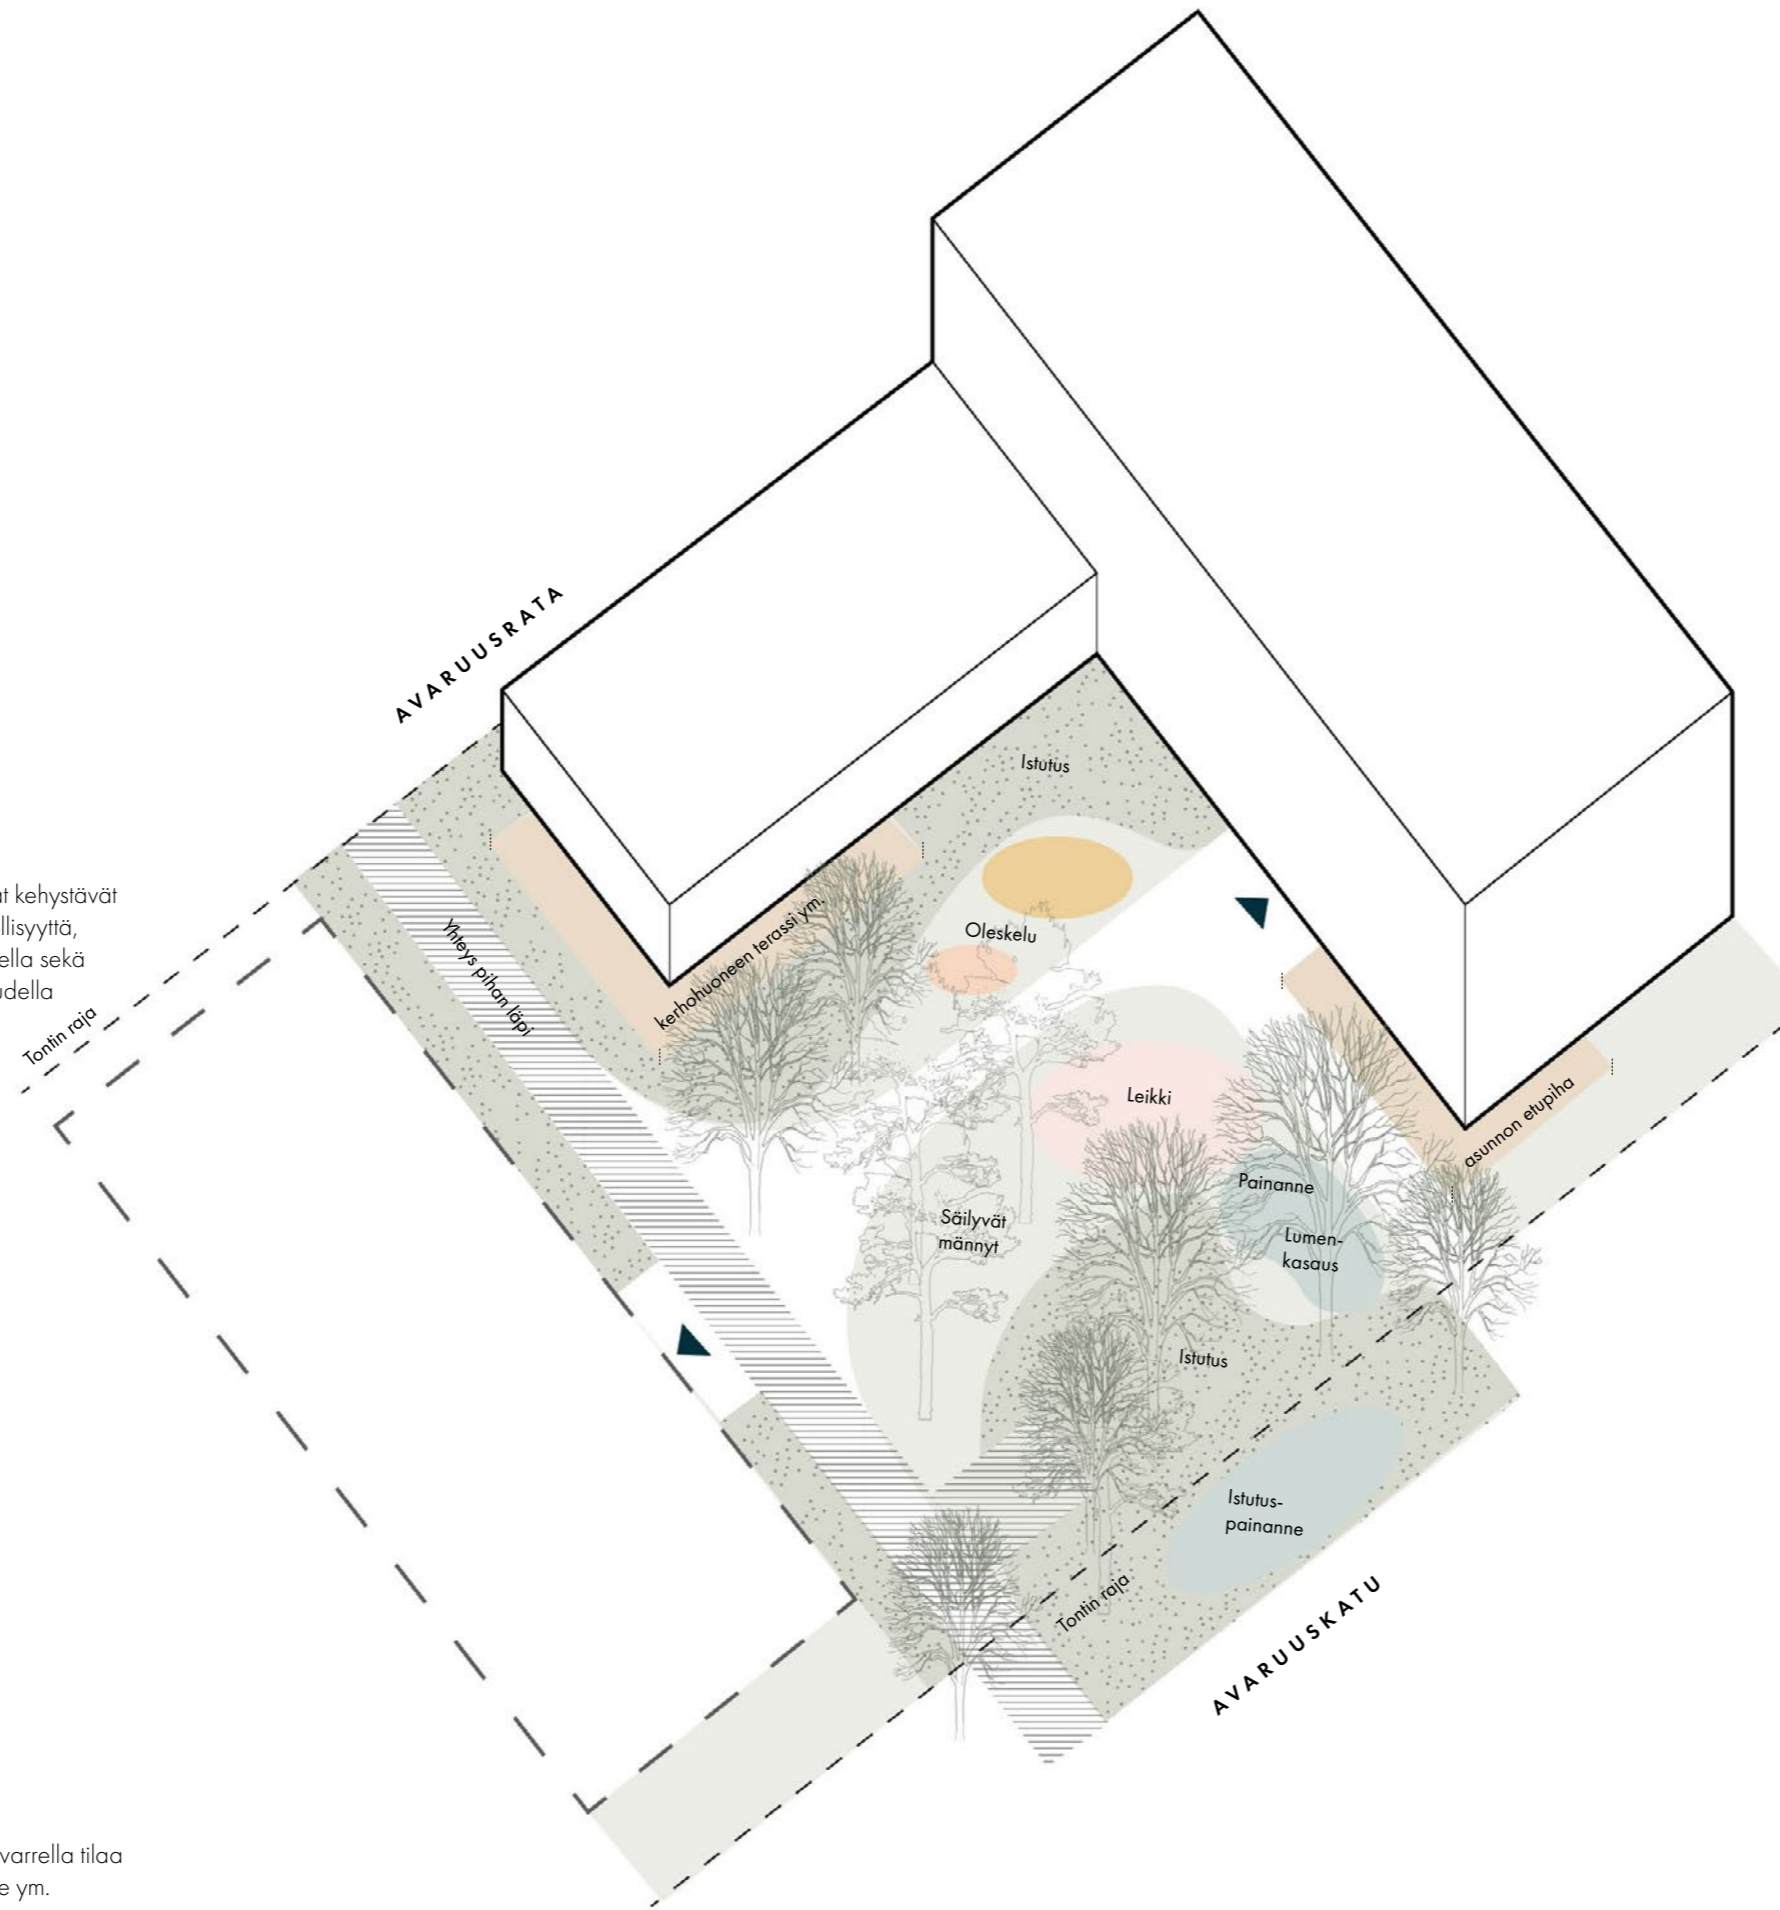 AVARUUSRATA
Istutus
at kehystävät
ellisyyttä,
ella sekä
udella
Tontin raja
Yhteys pihan läpi
kerhohuoneen terassi ym.
Oleskelu
Leikki
asunnon etupiha
Painanne
Säilyvät
männyt
Lumen-
kasaus
Istutus
Istutus-
painanne
Tontin raja
AVARUUSKATU
varrella tilaa
e ym.